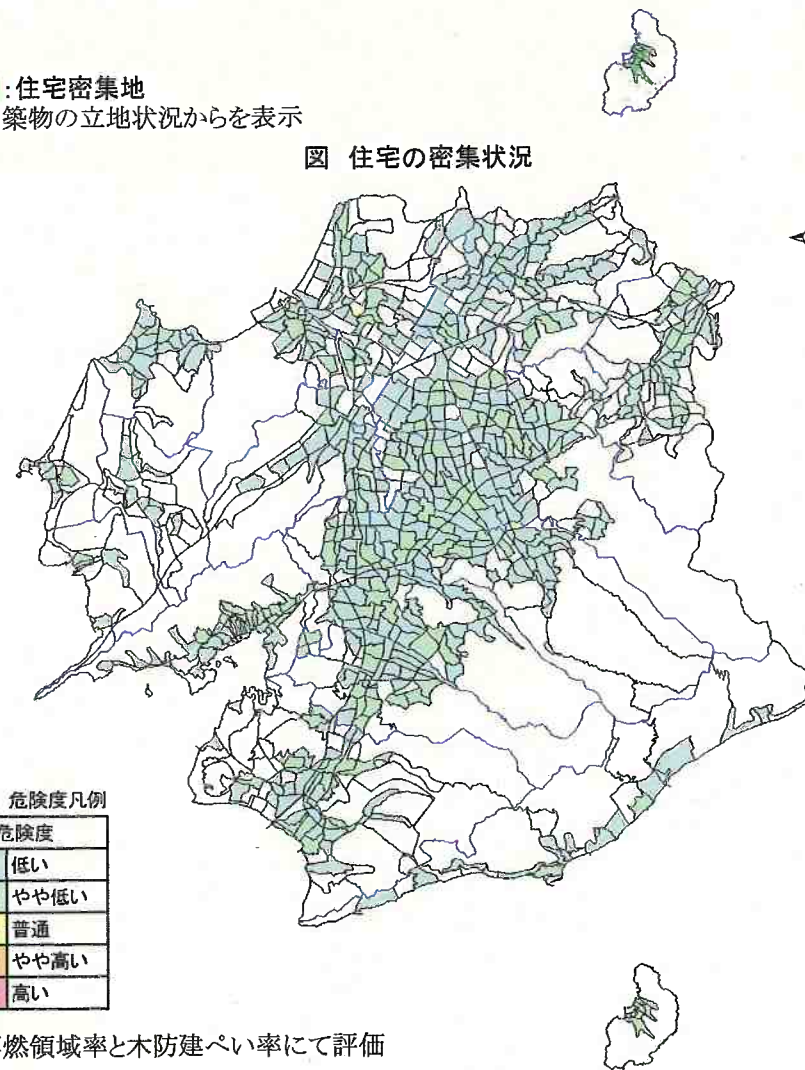 :住宅密集地
築物の立地状況からを表示
図 住宅の密集状況
危険度凡例
危険度
低い
やや低い
普通
やや高い
高い
燃領域率と木防建ぺい率にて評価